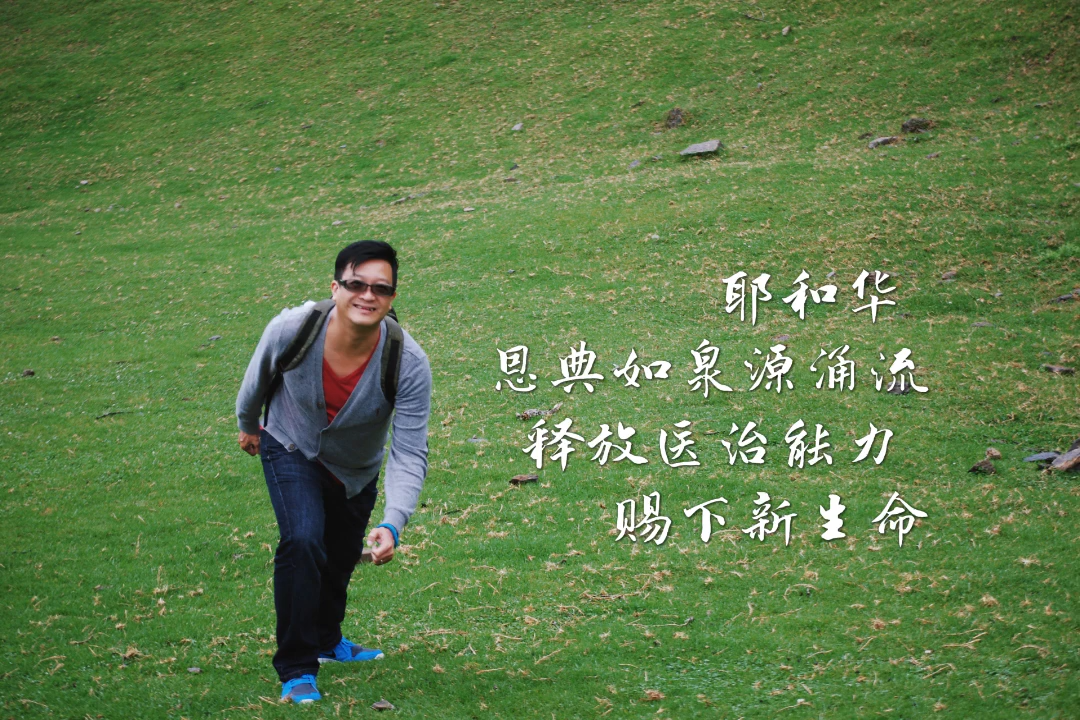 耶和华
恩典如泉源涌流
释放医治能力
赐下新生命